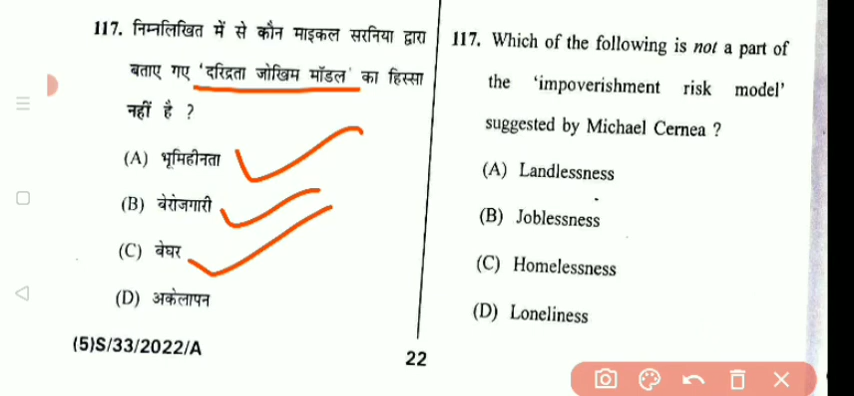 117. निम्नलिखित में से कौन माइकल सरनिया द्वारा
बताए गए ‘दरिद्रता जोखिम मॉडल’ का हिस्सा
नहीं है ?
(A) भूमिहीनता
(B) बेरोजगारी
(C) बेघर
(D) अकेलापन
(5)S/33/2022/A
117. Which of the following is not a part of
the ‘impoverishment risk model’
suggested by Michael Cernea ?
(A) Landlessness
(B) Joblessness
(C) Homelessness
(D) Loneliness
22